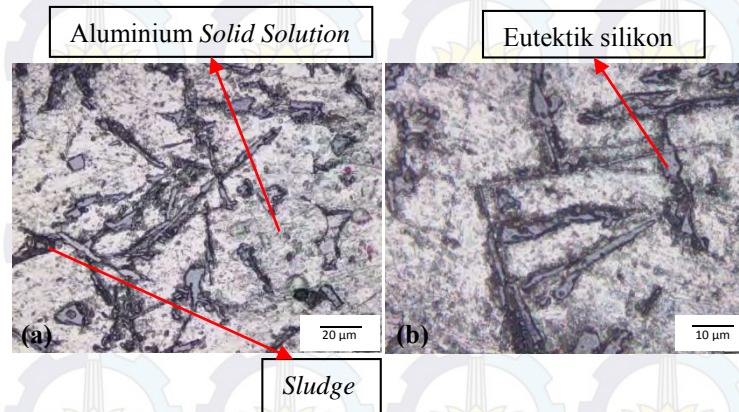 Aluminium Solid Solution
Eutektik silikon
(a)
20 µm
(b)
10 µm
Sludge